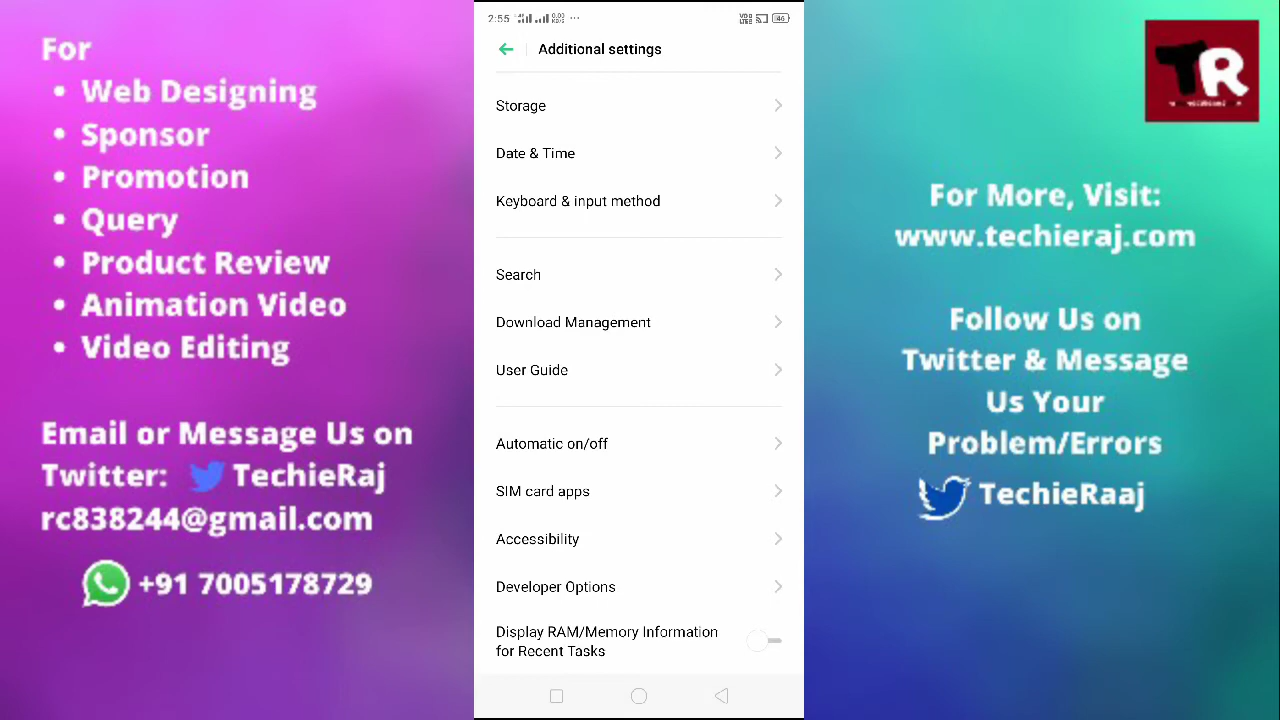 For
• Web Designing
• Sponsor
• Promotion
• Query
• Product Review
• Animation Video
• Video Editing
Email or Message Us on
Twitter: TechieRaj
rc838244@gmail.com
+91 7005178729
2:55
46
Additional settings
Storage
Date & Time
Keyboard & input method
Search
Download Management
User Guide
Automatic on/off
SIM card apps
Accessibility
Developer Options
Display RAM/Memory Information
for Recent Tasks
TR
For More, Visit:
www.techieraj.com
Follow Us on
Twitter & Message
Us Your
Problem/Errors
TechieRaaj